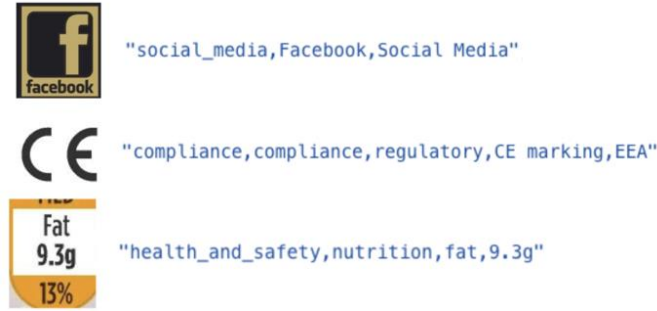 f
facebook
"social_media,Facebook,Social Media"
CE
"compliance,compliance,regulatory,CE marking,EEA"
MED
Fat
9.3g
13%
"health_and_safety,nutrition,fat,9.3g"